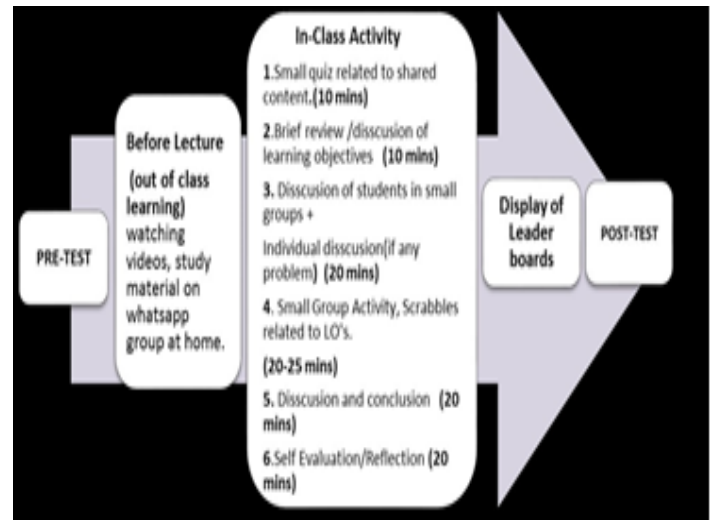 PRE-TEST
Before Lecture
(out of class
learning)
watching
videos, study
material on
whatsapp
group at home.
In-Class Activity
1.Small quiz related to shared
content.(10 mins)
2.Brief review /disscusion of
learning objectives (10 mins)
3. Disscusion of students in small
groups +
Individual disscusion(if any
problem) (20 mins)
4. Small Group Activity, Scrabbles
related to LO's.
(20-25 mins)
5. Disscusion and conclusion (20
mins)
6.Self Evaluation/Reflection (20
mins)
Display of
Leader
boards
POST-TEST